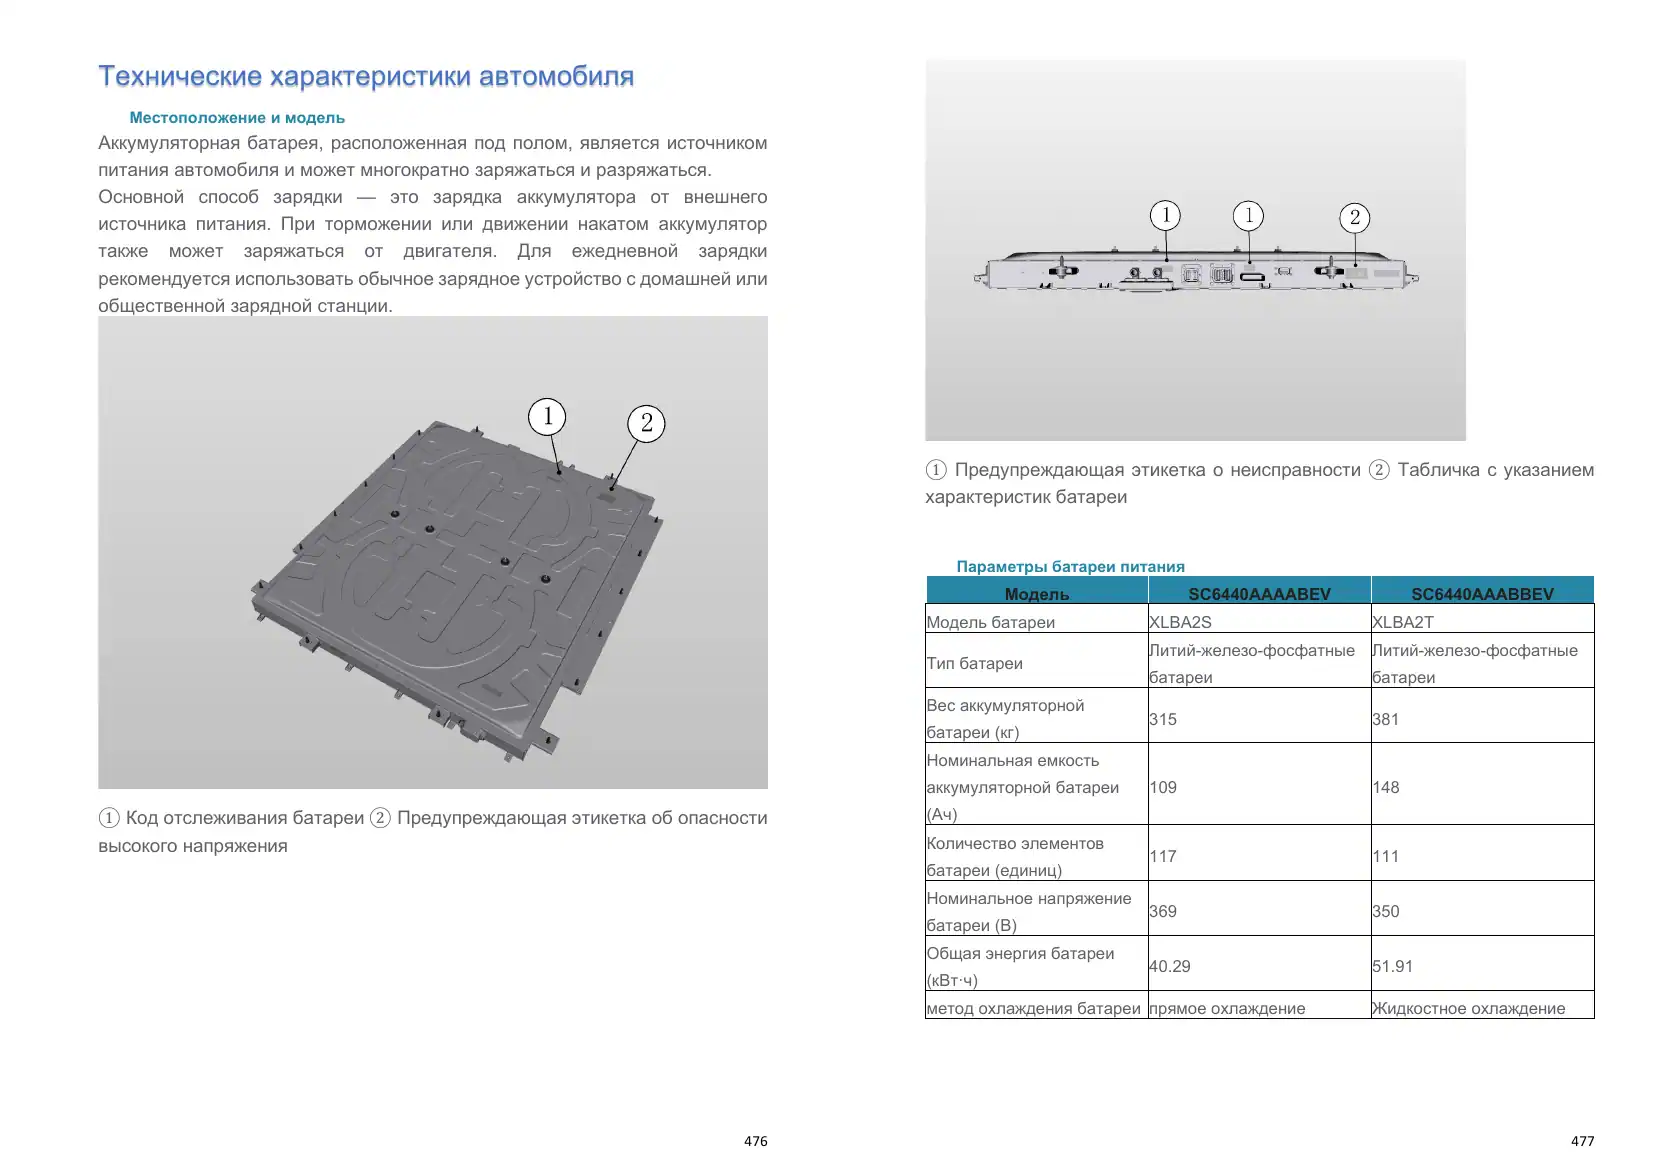 Технические характеристики автомобиля
Местоположение и модель
Аккумуляторная батарея, расположенная под полом, является источником
питания автомобиля и может многократно заряжаться и разряжаться.
Основной способ зарядки — это зарядка аккумулятора от внешнего
источника питания. При торможении или движении накатом аккумулятор
также может заряжаться от двигателя. Для ежедневной зарядки
рекомендуется использовать обычное зарядное устройство с домашней или
общественной зарядной станции.
1
2
① Код отслеживания батареи ② Предупреждающая этикетка об опасности
высокого напряжения
476
1
1
2
① Предупреждающая этикетка о неисправности ② Табличка с указанием
характеристик батареи
Параметры батареи питания
Модель SC6440AAAABEV SC6440AAABBEV
Модель батареи XLBA2S XLBA2T
Тип батареи Литий-железо-фосфатные батареи Литий-железо-фосфатные батареи
Вес аккумуляторной батареи (кг) 315 381
Номинальная емкость аккумуляторной батареи (Ач) 109 148
Количество элементов батареи (единиц) 117 111
Номинальное напряжение батареи (В) 369 350
Общая энергия батареи (кВт·ч) 40.29 51.91
метод охлаждения батареи прямое охлаждение Жидкостное охлаждение
477